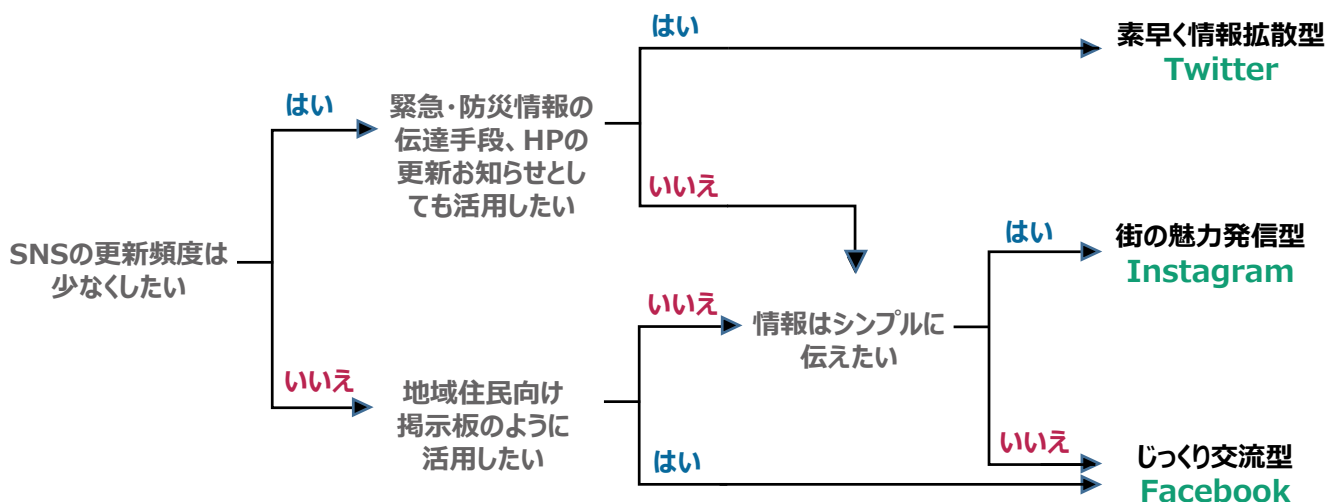 はい
素早く情報拡散型
Twitter
はい
緊急・防災情報の
伝達手段、HPの
更新お知らせとし
ても活用したい
いいえ
SNSの更新頻度は
少なくしたい
はい
街の魅力発信型
Instagram
いいえ
情報はシンプルに
伝えたい
いいえ
地域住民向け
掲示板のように
活用したい
はい
いいえ
じっくり交流型
Facebook